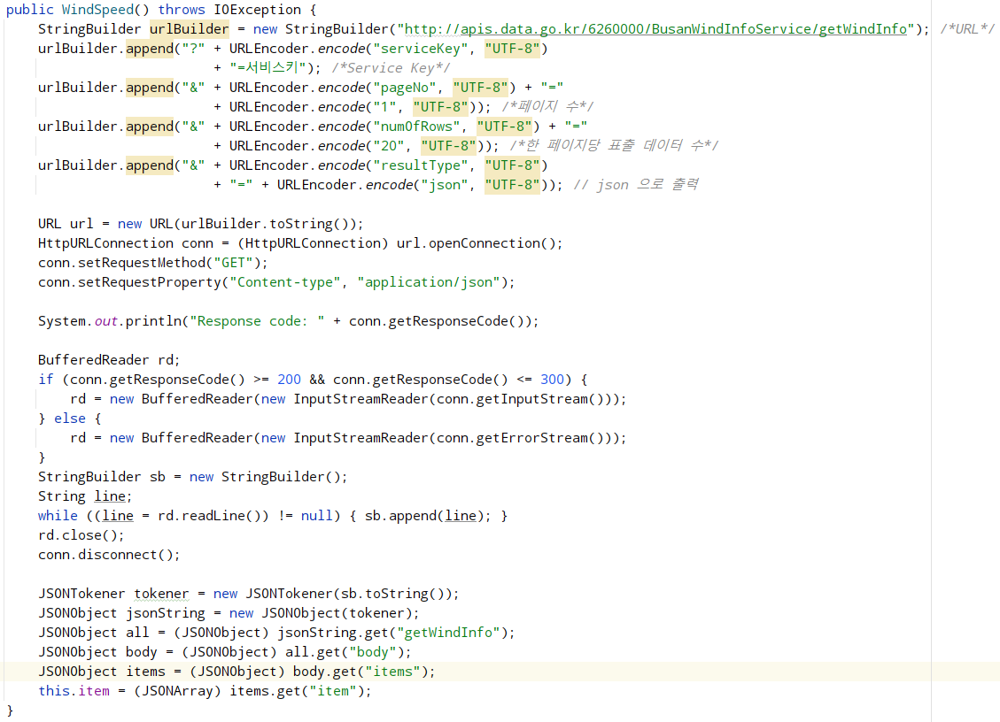 public WindSpeed() throws IOException {
    StringBuilder urlBuilder = new StringBuilder("http://apis.data.go.kr/6260000/BusanWindInfoService/getWindInfo"); /*URL*/
    urlBuilder.append("?" + URLEncoder.encode("serviceKey", "UTF-8")
                          + "=서비스키"); /*Service Key*/
    urlBuilder.append("&" + URLEncoder.encode("pageNo", "UTF-8") + "="
                          + URLEncoder.encode("1", "UTF-8")); /*페이지 수*/
    urlBuilder.append("&" + URLEncoder.encode("numOfRows", "UTF-8") + "="
                          + URLEncoder.encode("20", "UTF-8")); /*한 페이지당 표출 데이터 수*/
    urlBuilder.append("&" + URLEncoder.encode("resultType", "UTF-8")
                          + "=" + URLEncoder.encode("json", "UTF-8")); // json 으로 출력

    URL url = new URL(urlBuilder.toString());
    HttpURLConnection conn = (HttpURLConnection) url.openConnection();
    conn.setRequestMethod("GET");
    conn.setRequestProperty("Content-type", "application/json");

    System.out.println("Response code: " + conn.getResponseCode());

    BufferedReader rd;
    if (conn.getResponseCode() >= 200 && conn.getResponseCode() <= 300) {
        rd = new BufferedReader(new InputStreamReader(conn.getInputStream()));
    } else {
        rd = new BufferedReader(new InputStreamReader(conn.getErrorStream()));
    }
    StringBuilder sb = new StringBuilder();
    String line;
    while ((line = rd.readLine()) != null) { sb.append(line); }
    rd.close();
    conn.disconnect();

    JSONTokener tokener = new JSONTokener(sb.toString());
    JSONObject jsonString = new JSONObject(tokener);
    JSONObject all = (JSONObject) jsonString.get("getWindInfo");
    JSONObject body = (JSONObject) all.get("body");
    JSONObject items = (JSONObject) body.get("items");
    this.item = (JSONArray) items.get("item");
}